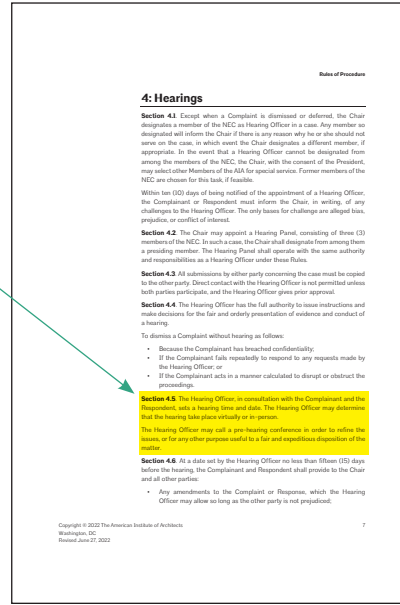 Rules of Procedure
4: Hearings
Section 4.1. Except when a Complaint is dismissed or deferred, the Chair
designates a member of the NEC as Hearing Officer in a case. Any member so
designated will inform the Chair if there is any reason why he or she should not
serve on the case, in which event the Chair designates a different member, if
appropriate. In the event that a Hearing Officer cannot be designated from
among the members of the NEC, the Chair, with the consent of the President,
may select other Members of the AIA for special service. Former members of the
NEC are chosen for this task, if feasible.
Within ten (10) days of being notified of the appointment of a Hearing Officer,
the Complainant or Respondent must inform the Chair, in writing, of any
challenges to the Hearing Officer. The only bases for challenge are alleged bias,
prejudice, or conflict of interest.
Section 4.2. The Chair may appoint a Hearing Panel, consisting of three (3)
members of the NEC. In such a case, the Chair shall designate from among them
a presiding member. The Hearing Panel shall operate with the same authority
and responsibilities as a Hearing Officer under these Rules.
Section 4.3. All submissions by either party concerning the case must be copied
to the other party. Direct contact with the Hearing Officer is not permitted unless
both parties participate, and the Hearing Officer gives prior approval.
Section 4.4. The Hearing Officer has the full authority to issue instructions and
make decisions for the fair and orderly presentation of evidence and conduct of
a hearing.
To dismiss a Complaint without hearing as follows:
• Because the Complainant has breached confidentiality;
• If the Complainant fails repeatedly to respond to any requests made by
the Hearing Officer; or
• If the Complainant acts in a manner calculated to disrupt or obstruct the
proceedings.
Section 4.5. The Hearing Officer, in consultation with the Complainant and the
Respondent, sets a hearing time and date. The Hearing Officer may determine
that the hearing take place virtually or in-person.
The Hearing Officer may call a pre-hearing conference in order to refine the
issues, or for any other purpose useful to a fair and expeditious disposition of the
matter.
Section 4.6. At a date set by the Hearing Officer no less than fifteen (15) days
before the hearing, the Complainant and Respondent shall provide to the Chair
and all other parties:
• Any amendments to the Complaint or Response, which the Hearing
Officer may allow so long as the other party is not prejudiced;
Copyright © 2022 The American Institute of Architects 7
Washington, DC
Revised June 27, 2022